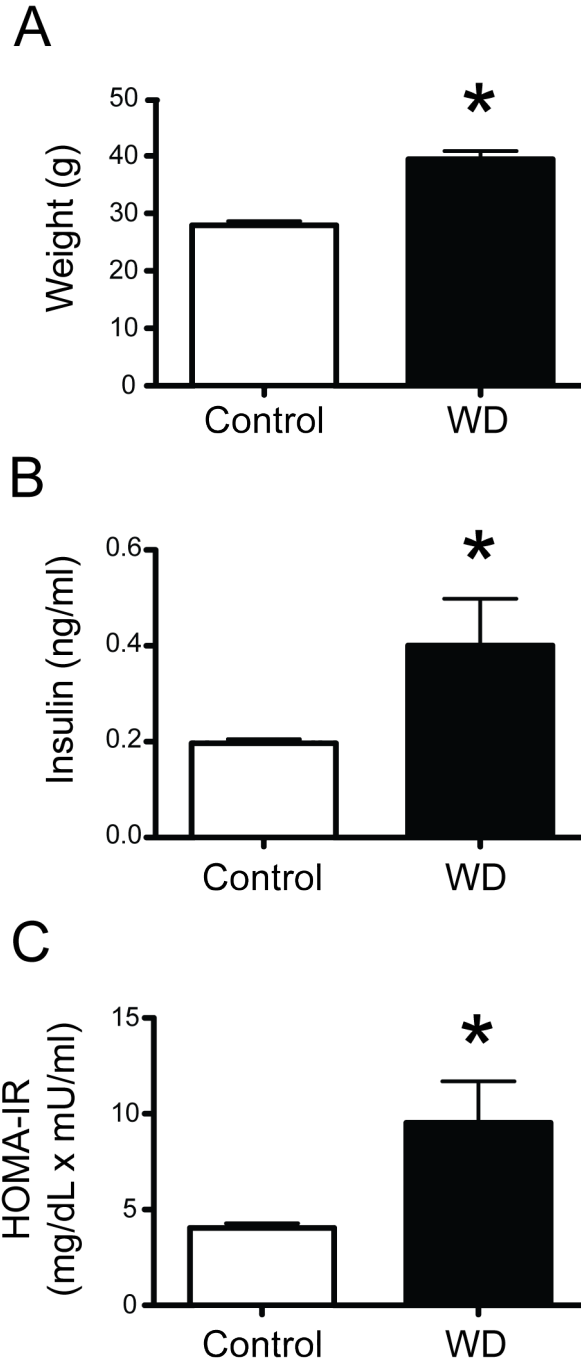 A
50
40
30
20
10
0
Weight (g)
*
Control
WD
B
0.6
0.4
0.2
0.0
Insulin (ng/ml)
*
Control
WD
C
15
10
5
0
HOMA-IR
(mg/dL x mU/ml)
*
Control
WD